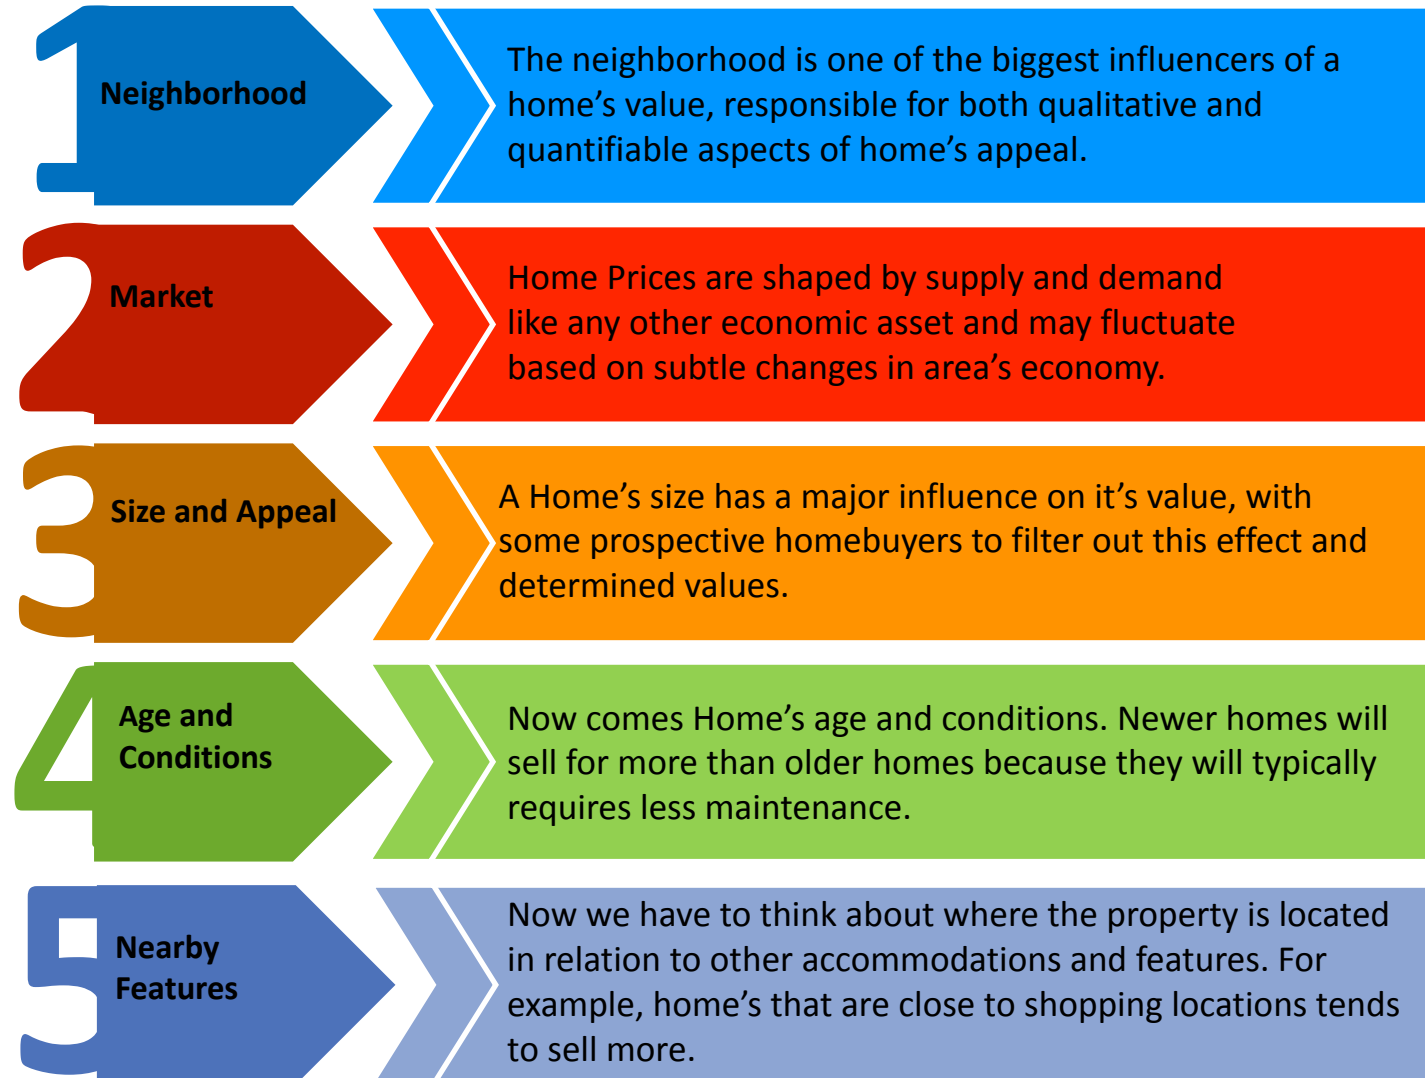 1
Neighborhood
The neighborhood is one of the biggest influencers of a
home’s value, responsible for both qualitative and
quantifiable aspects of home’s appeal.
2
Market
Home Prices are shaped by supply and demand
like any other economic asset and may fluctuate
based on subtle changes in area’s economy.
3
Size and Appeal
A Home’s size has a major influence on it’s value, with
some prospective homebuyers to filter out this effect and
determined values.
4
Age and
Conditions
Now comes Home’s age and conditions. Newer homes will
sell for more than older homes because they will typically
requires less maintenance.
5
Nearby
Features
Now we have to think about where the property is located
in relation to other accommodations and features. For
example, home’s that are close to shopping locations tends
to sell more.